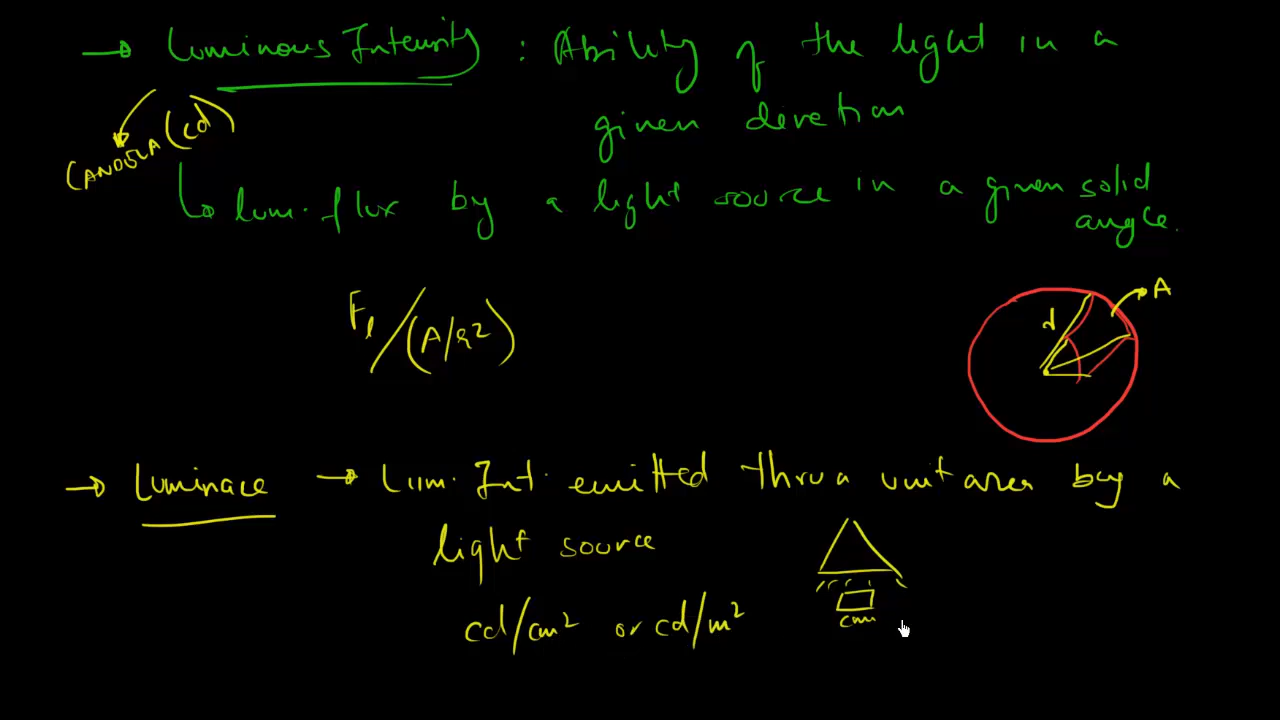 → Luminous Intensity : Ability of the light in a
given direction
CANDELA (cd)
↳ lum. flux by a light source in a given solid
angle.
Fl/(A/r²)
d
A
→ Luminace → Lum. Int. emitted thru a unit area by a
light source
cd/cm² or cd/m²
cm